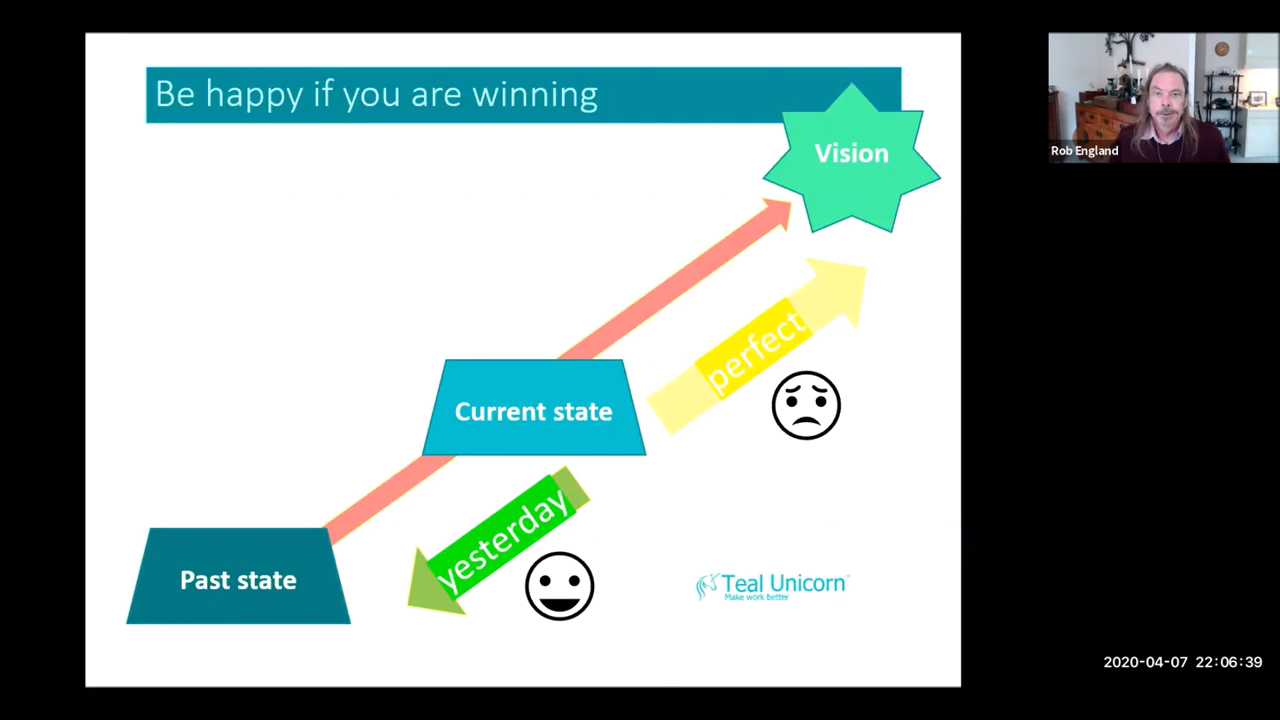 Be happy if you are winning
Vision
Rob England
perfect
Current state
yesterday
Past state
Teal Unicorn™
Make work better
2020-04-07 22:06:39